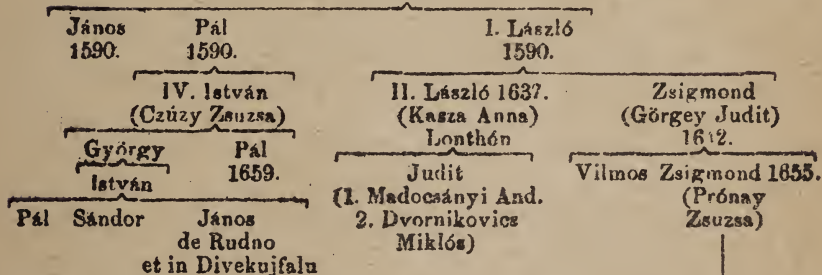 János Pál I. László
1590. 1590. 1590.
IV. István II. László 1637. Zsigmond
(Czúzy Zsuzsa) (Kasza Anna) (Görgey Judit)
Lonthón 1642.
György Pál Judit Vilmos Zsigmond 1655.
1659. (1. Madocsányi And. (Prónay
István 2. Dvornikovics Zsuzsa)
Pál Sándor János Miklós)
de Rudno
et in Divekujfalu